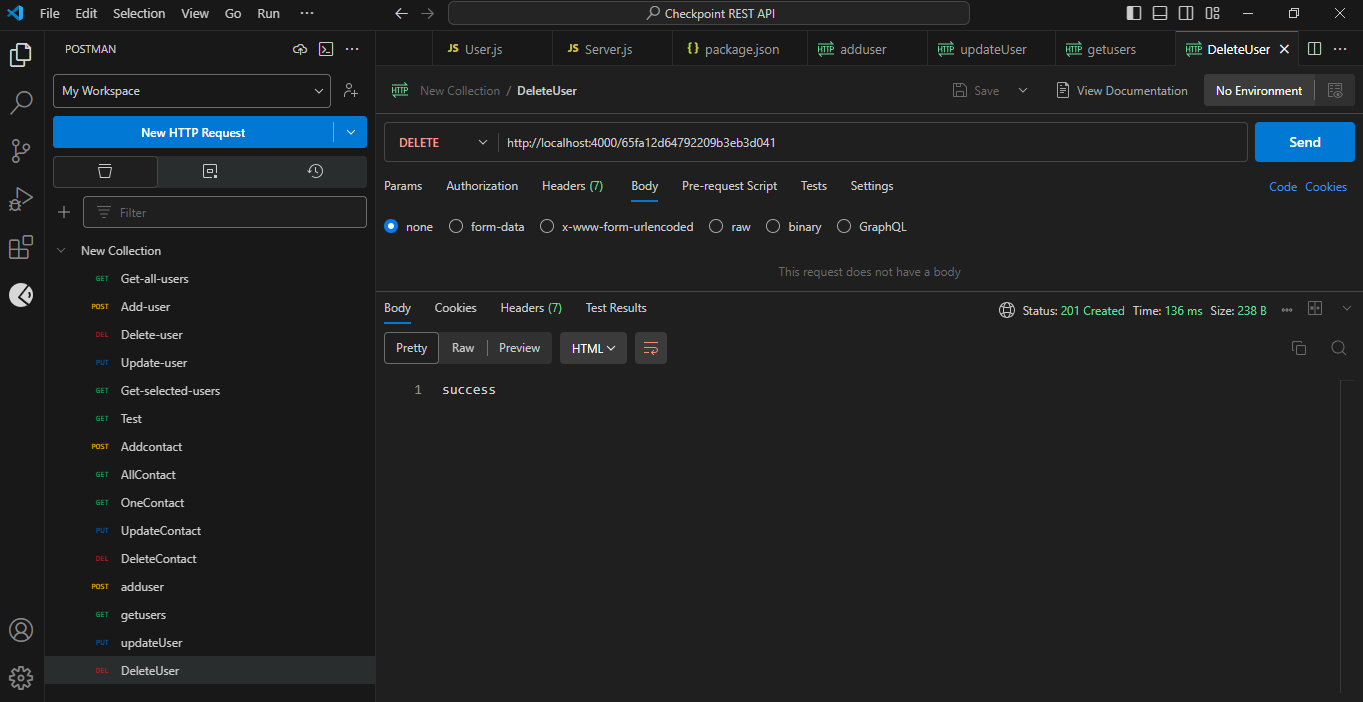 File Edit Selection View Go Run ··· Checkpoint REST API
POSTMAN
JS User.js JS Server.js {} package.json HTTP adduser HTTP updateUser HTTP getusers HTTP DeleteUser
My Workspace
HTTP New Collection / DeleteUser Save View Documentation No Environment
New HTTP Request
DELETE http://localhost:4000/65fa12d64792209b3eb3d041 Send
Params Authorization Headers (7) Body Pre-request Script Tests Settings Code Cookies
Filter
none form-data x-www-form-urlencoded raw binary GraphQL
This request does not have a body
New Collection
GET Get-all-users
POST Add-user
DEL Delete-user
PUT Update-user
GET Get-selected-users
GET Test
POST Addcontact
GET AllContact
GET OneContact
PUT UpdateContact
DEL DeleteContact
POST adduser
GET getusers
PUT updateUser
DEL DeleteUser
Body Cookies Headers (7) Test Results Status: 201 Created Time: 136 ms Size: 238 B
Pretty Raw Preview HTML
1 success